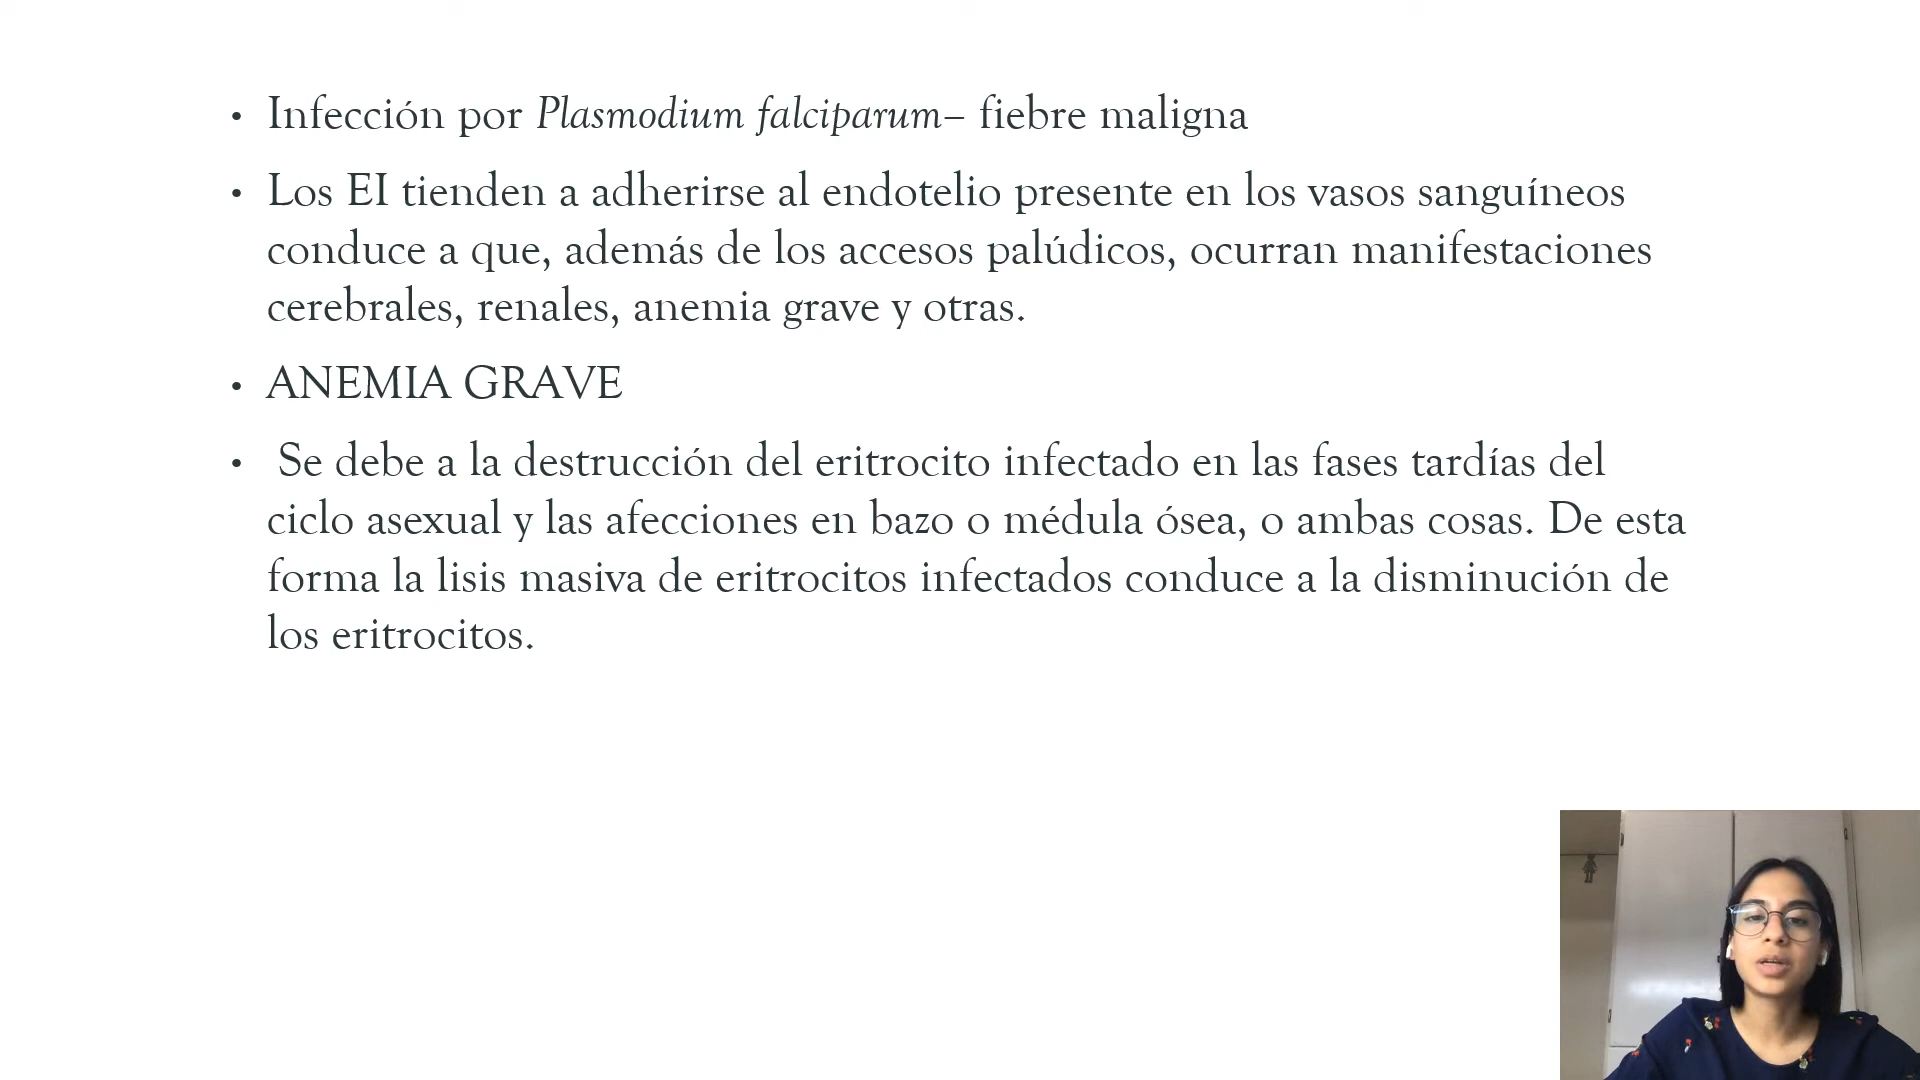 • Infección por Plasmodium falciparum– fiebre maligna
• Los EI tienden a adherirse al endotelio presente en los vasos sanguíneos
conduce a que, además de los accesos palúdicos, ocurran manifestaciones
cerebrales, renales, anemia grave y otras.
• ANEMIA GRAVE
• Se debe a la destrucción del eritrocito infectado en las fases tardías del
ciclo asexual y las afecciones en bazo o médula ósea, o ambas cosas. De esta
forma la lisis masiva de eritrocitos infectados conduce a la disminución de
los eritrocitos.